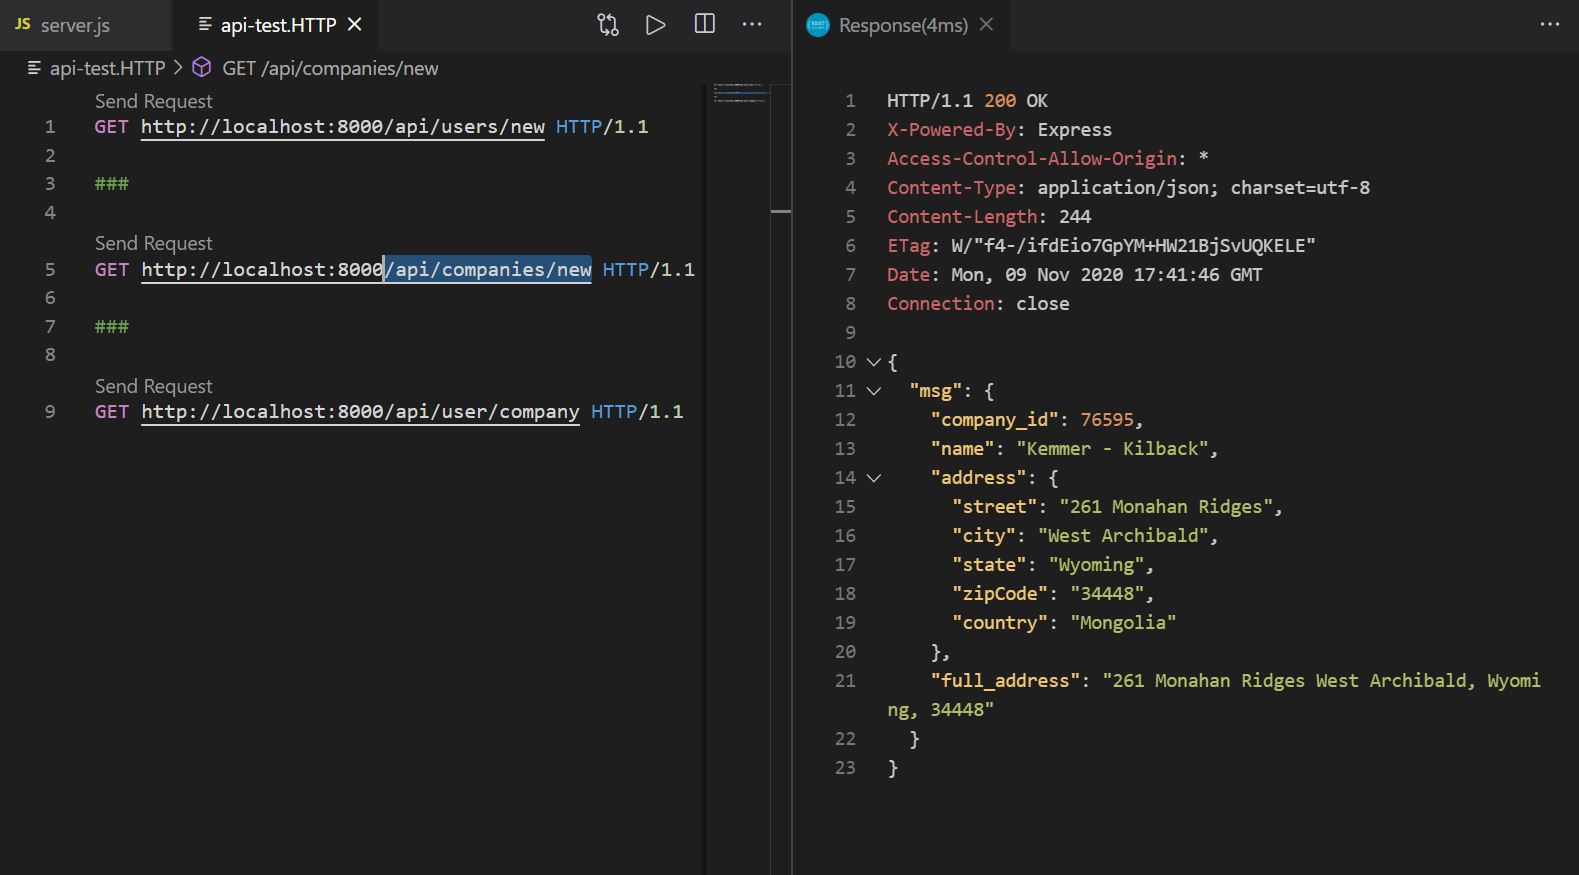 JS server.js
api-test.HTTP
api-test.HTTP > GET /api/companies/new
Send Request
1 GET http://localhost:8000/api/users/new HTTP/1.1
2
3 ###
4
Send Request
5 GET http://localhost:8000/api/companies/new HTTP/1.1
6
7 ###
8
Send Request
9 GET http://localhost:8000/api/user/company HTTP/1.1
Response(4ms)
1 HTTP/1.1 200 OK
2 X-Powered-By: Express
3 Access-Control-Allow-Origin: *
4 Content-Type: application/json; charset=utf-8
5 Content-Length: 244
6 ETag: W/"f4-/ifdEio7GpYM+HW21BjSvUQKELE"
7 Date: Mon, 09 Nov 2020 17:41:46 GMT
8 Connection: close
9
10 {
11 "msg": {
12 "company_id": 76595,
13 "name": "Kemmer - Kilback",
14 "address": {
15 "street": "261 Monahan Ridges",
16 "city": "West Archibald",
17 "state": "Wyoming",
18 "zipCode": "34448",
19 "country": "Mongolia"
20 },
21 "full_address": "261 Monahan Ridges West Archibald, Wyomi
ng, 34448"
22 }
23 }